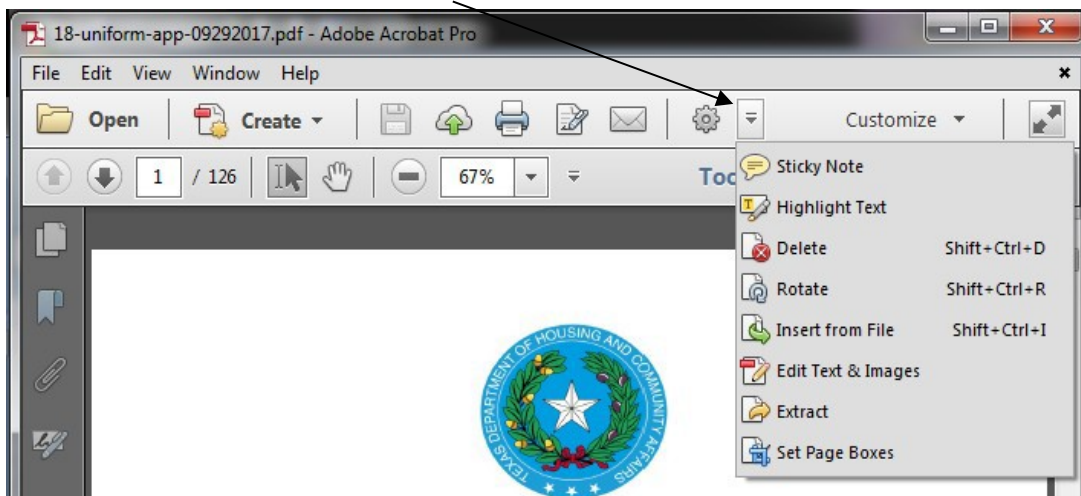 18-uniform-app-09292017.pdf - Adobe Acrobat Pro
File Edit View Window Help
Open Create Customize
1 / 126 67%
Sticky Note
Highlight Text
Delete Shift+Ctrl+D
Rotate Shift+Ctrl+R
Insert from File Shift+Ctrl+I
Edit Text & Images
Extract
Set Page Boxes
TEXAS DEPARTMENT OF HOUSING AND COMMUNITY AFFAIRS